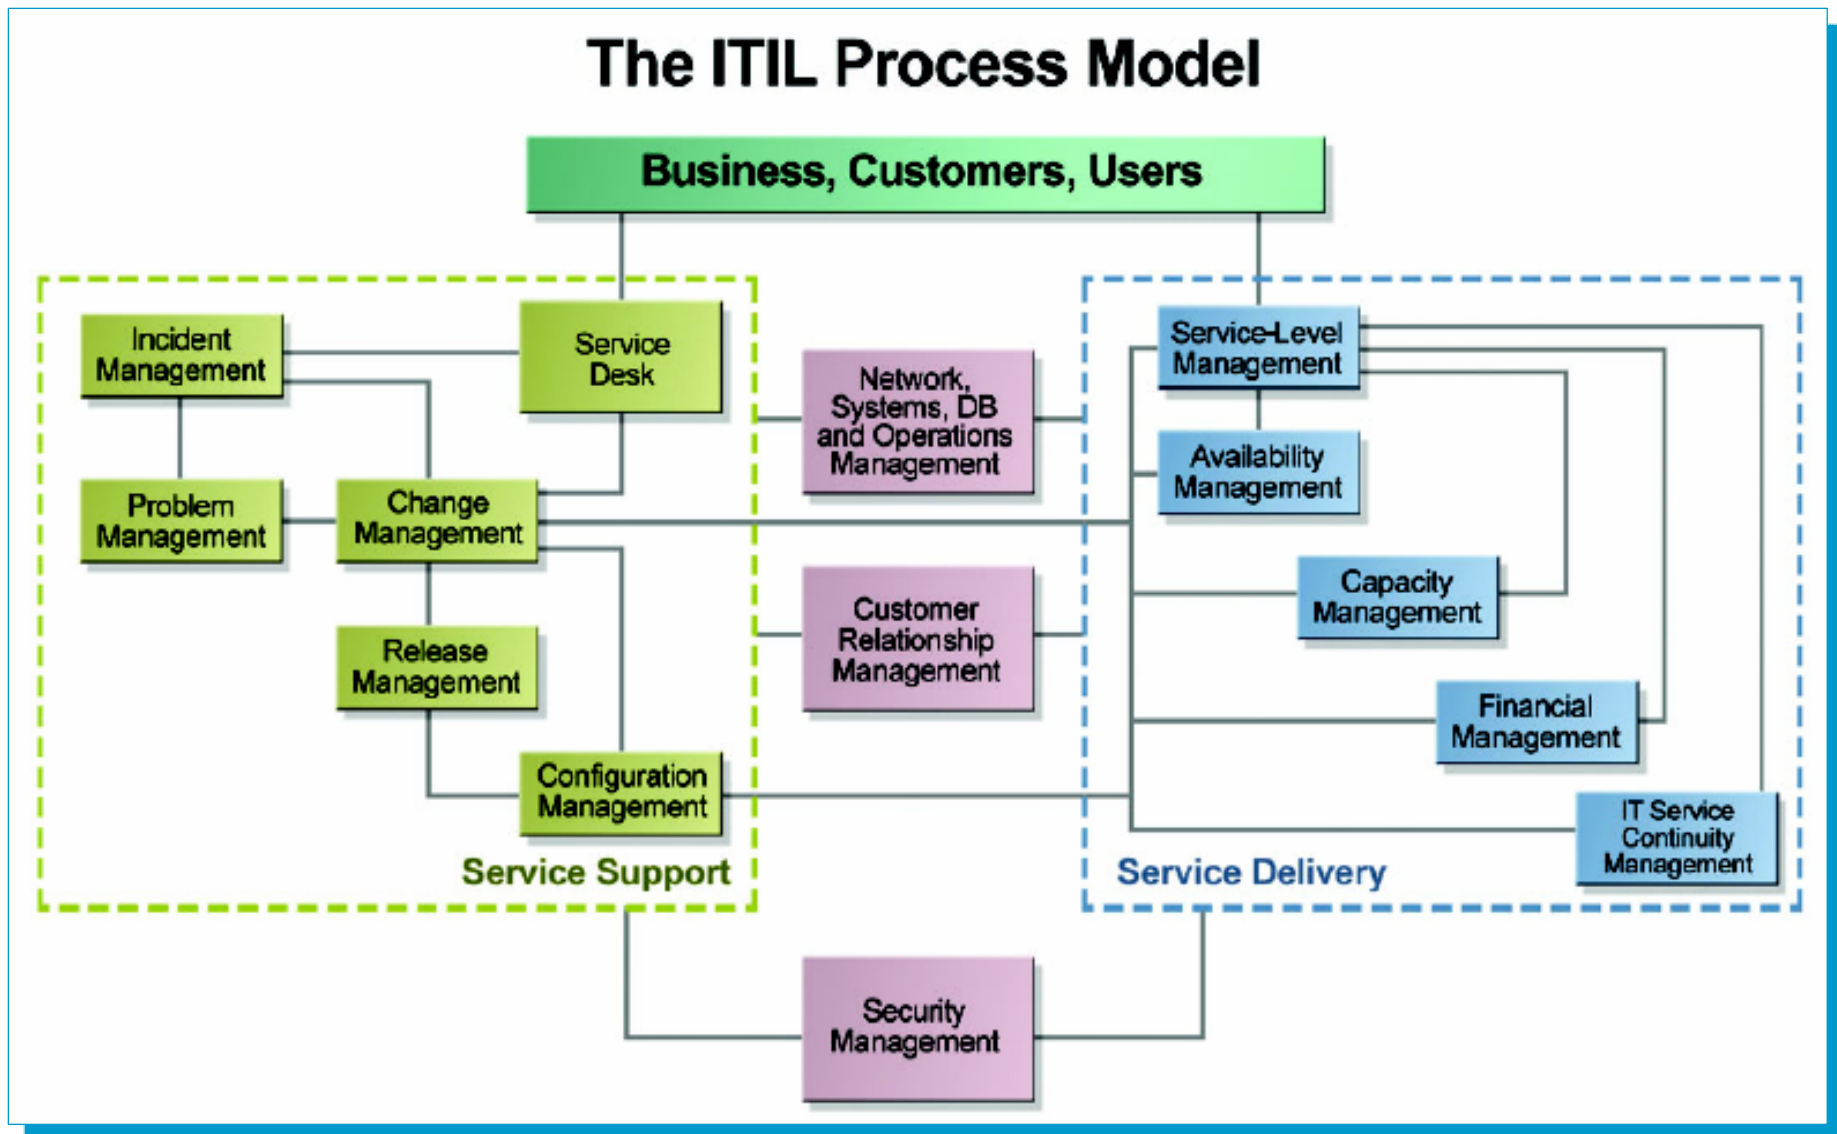 The ITIL Process Model
Business, Customers, Users
Incident
Management
Service
Desk
Problem
Management
Change
Management
Release
Management
Configuration
Management
Service Support
Network,
Systems, DB
and Operations
Management
Customer
Relationship
Management
Service-Level
Management
Availability
Management
Capacity
Management
Financial
Management
IT Service
Continuity
Management
Service Delivery
Security
Management